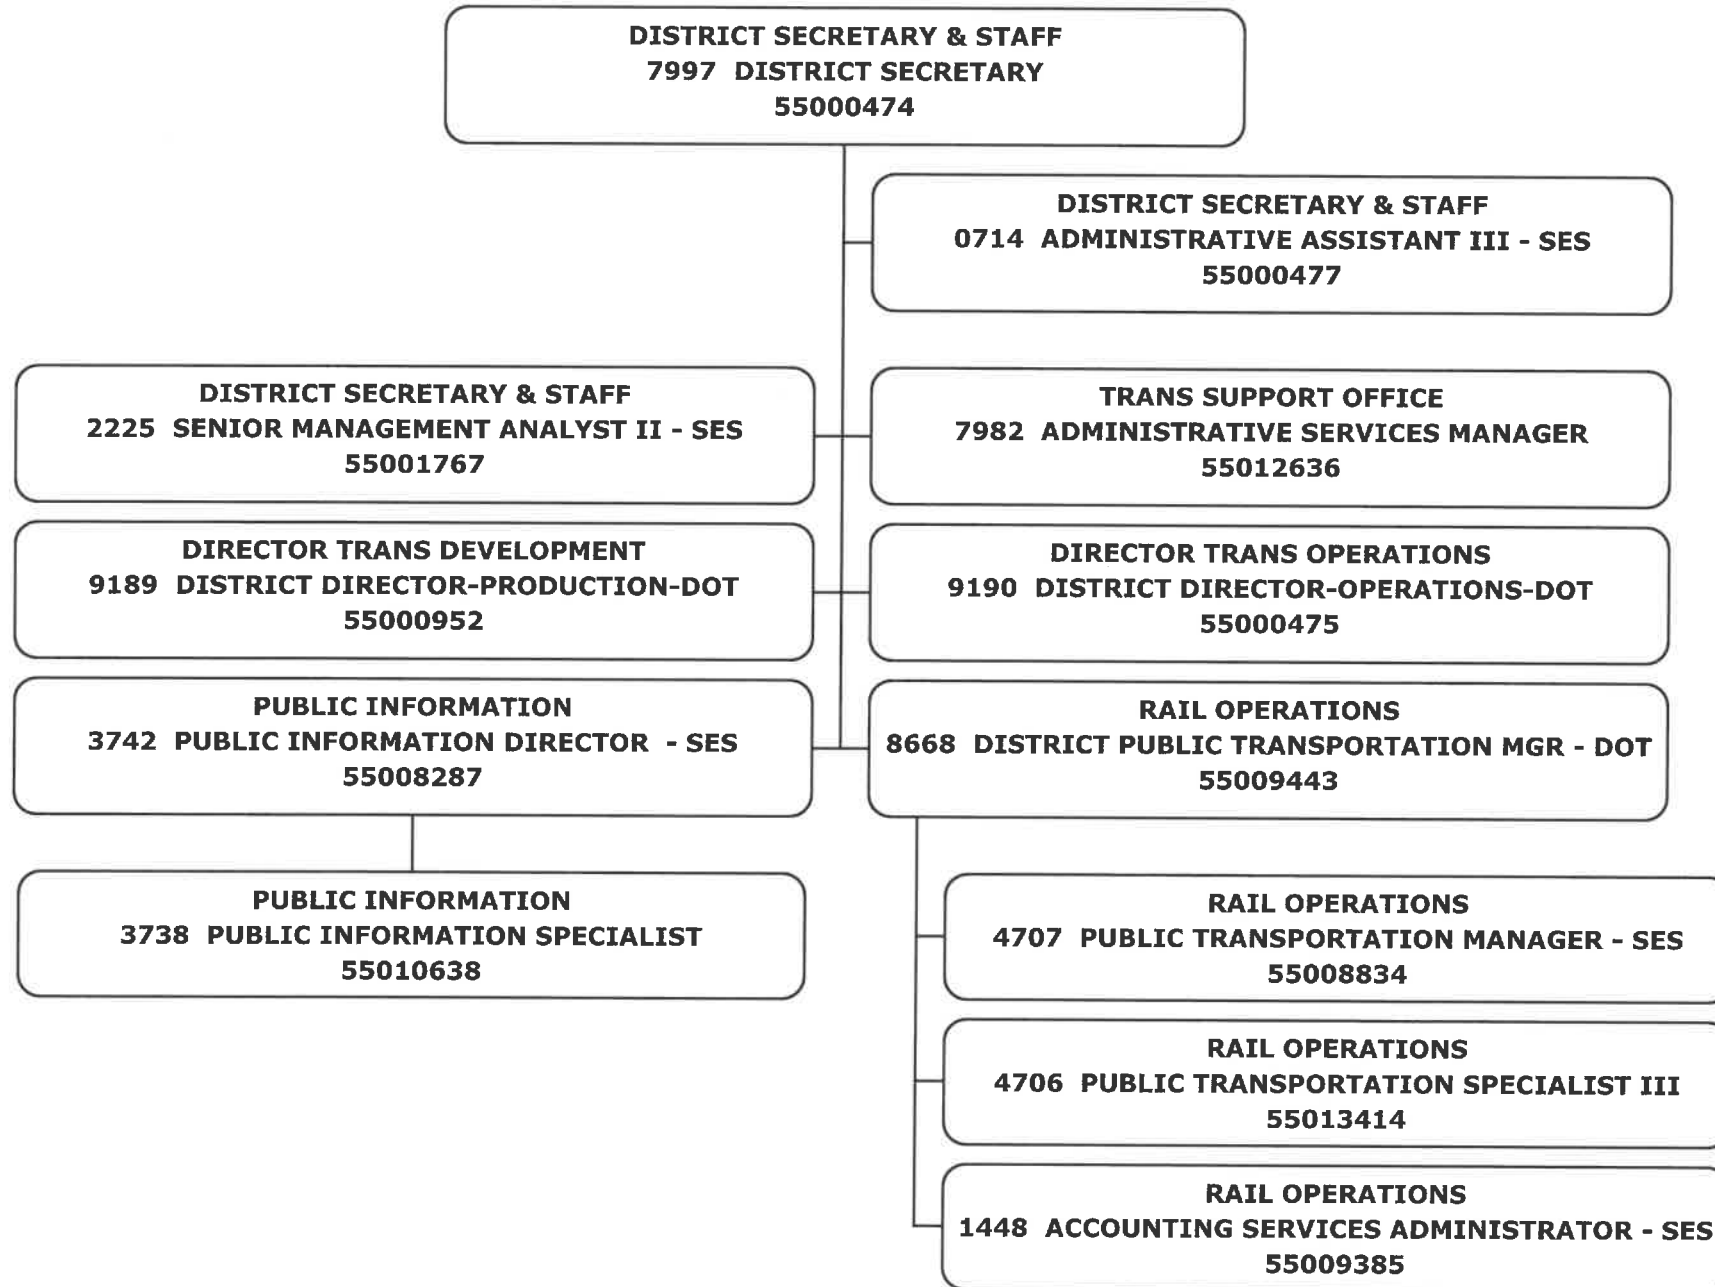 DISTRICT SECRETARY & STAFF
7997 DISTRICT SECRETARY
55000474
DISTRICT SECRETARY & STAFF
0714 ADMINISTRATIVE ASSISTANT III - SES
55000477
DISTRICT SECRETARY & STAFF
2225 SENIOR MANAGEMENT ANALYST II - SES
55001767
TRANS SUPPORT OFFICE
7982 ADMINISTRATIVE SERVICES MANAGER
55012636
DIRECTOR TRANS DEVELOPMENT
9189 DISTRICT DIRECTOR-PRODUCTION-DOT
55000952
DIRECTOR TRANS OPERATIONS
9190 DISTRICT DIRECTOR-OPERATIONS-DOT
55000475
PUBLIC INFORMATION
3742 PUBLIC INFORMATION DIRECTOR - SES
55008287
RAIL OPERATIONS
8668 DISTRICT PUBLIC TRANSPORTATION MGR - DOT
55009443
PUBLIC INFORMATION
3738 PUBLIC INFORMATION SPECIALIST
55010638
RAIL OPERATIONS
4707 PUBLIC TRANSPORTATION MANAGER - SES
55008834
RAIL OPERATIONS
4706 PUBLIC TRANSPORTATION SPECIALIST III
55013414
RAIL OPERATIONS
1448 ACCOUNTING SERVICES ADMINISTRATOR - SES
55009385